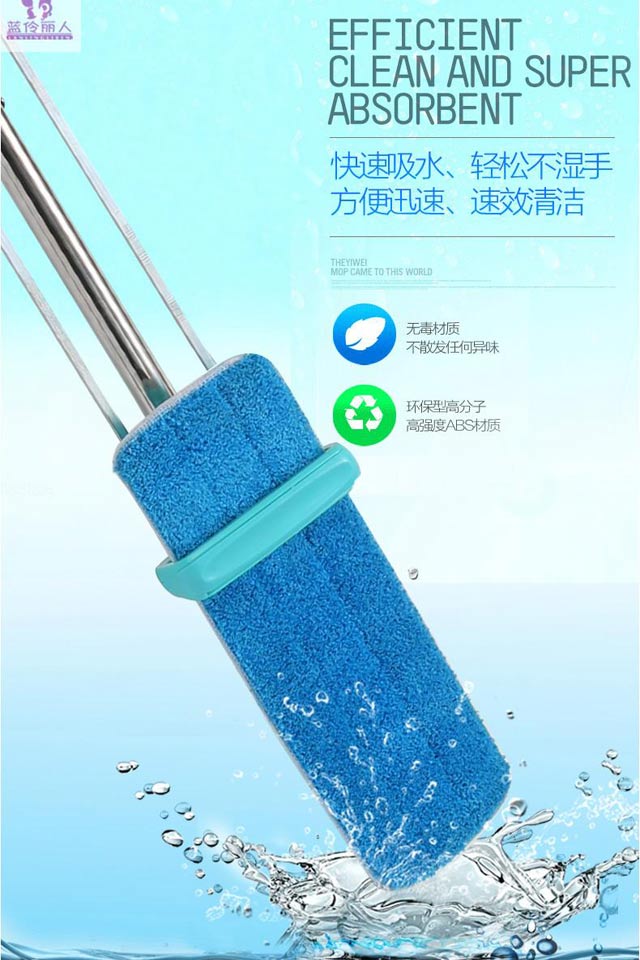 蓝伶丽人
LANLINGLIREN
EFFICIENT
CLEAN AND SUPER
ABSORBENT
快速吸水、轻松不湿手
方便迅速、速效清洁
THEYIWEI
MOP CAME TO THIS WORLD
无毒材质
不散发任何异味
环保型高分子
高强度ABS材质